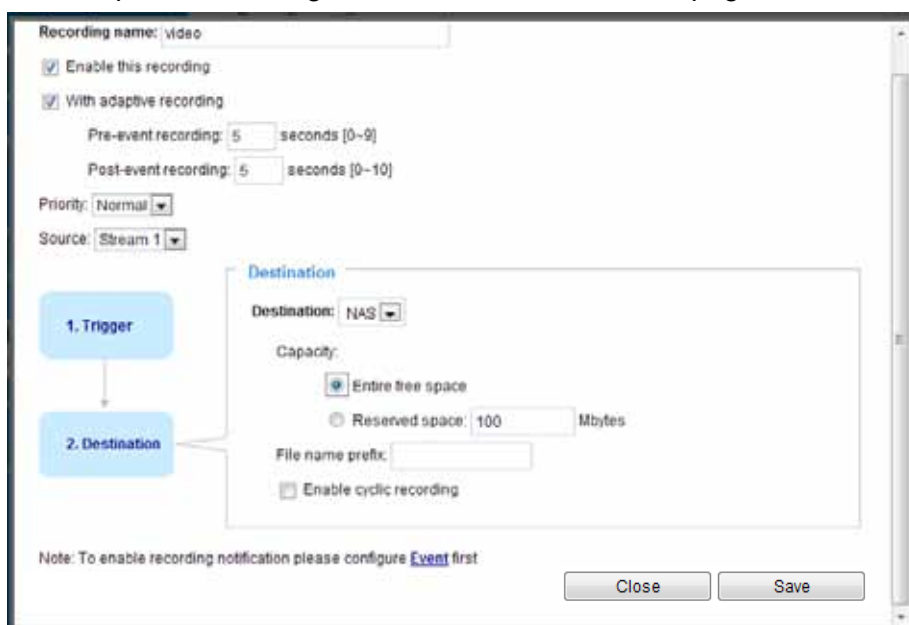 Recording name: video
Enable this recording
With adaptive recording
Pre-event recording: 5 seconds [0~9]
Post-event recording: 5 seconds [0~10]
Priority: Normal
Source: Stream 1
1. Trigger
2. Destination
Destination
Destination: NAS
Capacity:
Entire free space
Reserved space: 100 Mbytes
File name prefix:
Enable cyclic recording
Note: To enable recording notification please configure Event first
Close Save